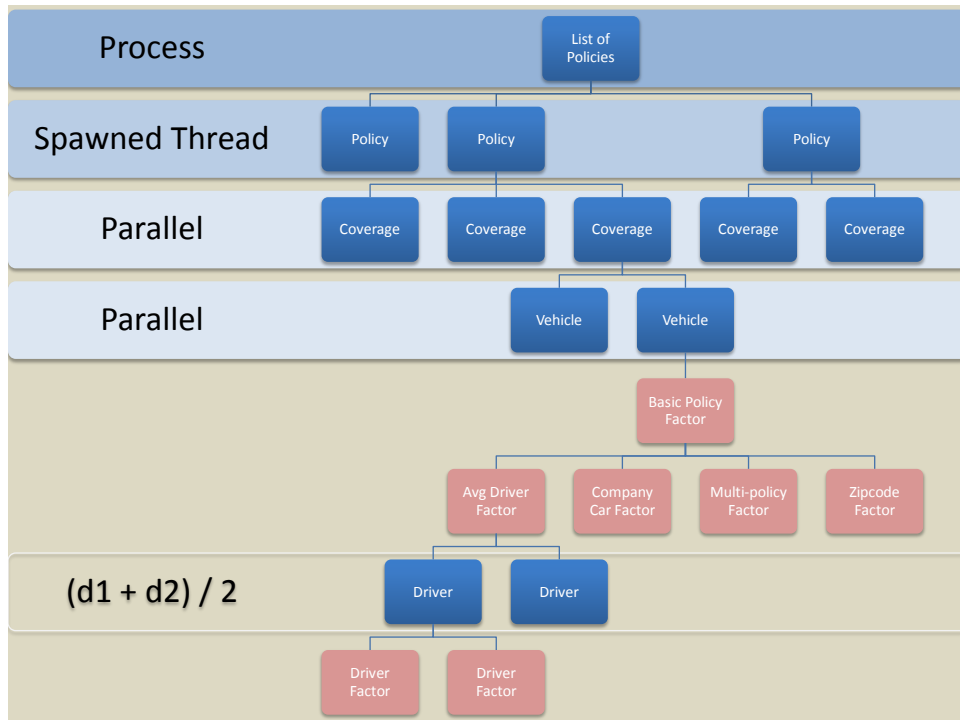 Process
List of
Policies
Spawned Thread
Policy
Policy
Policy
Parallel
Coverage
Coverage
Coverage
Coverage
Coverage
Parallel
Vehicle
Vehicle
Basic Policy
Factor
Avg Driver
Factor
Company
Car Factor
Multi-policy
Factor
Zipcode
Factor
(d1 + d2) / 2
Driver
Driver
Driver
Factor
Driver
Factor